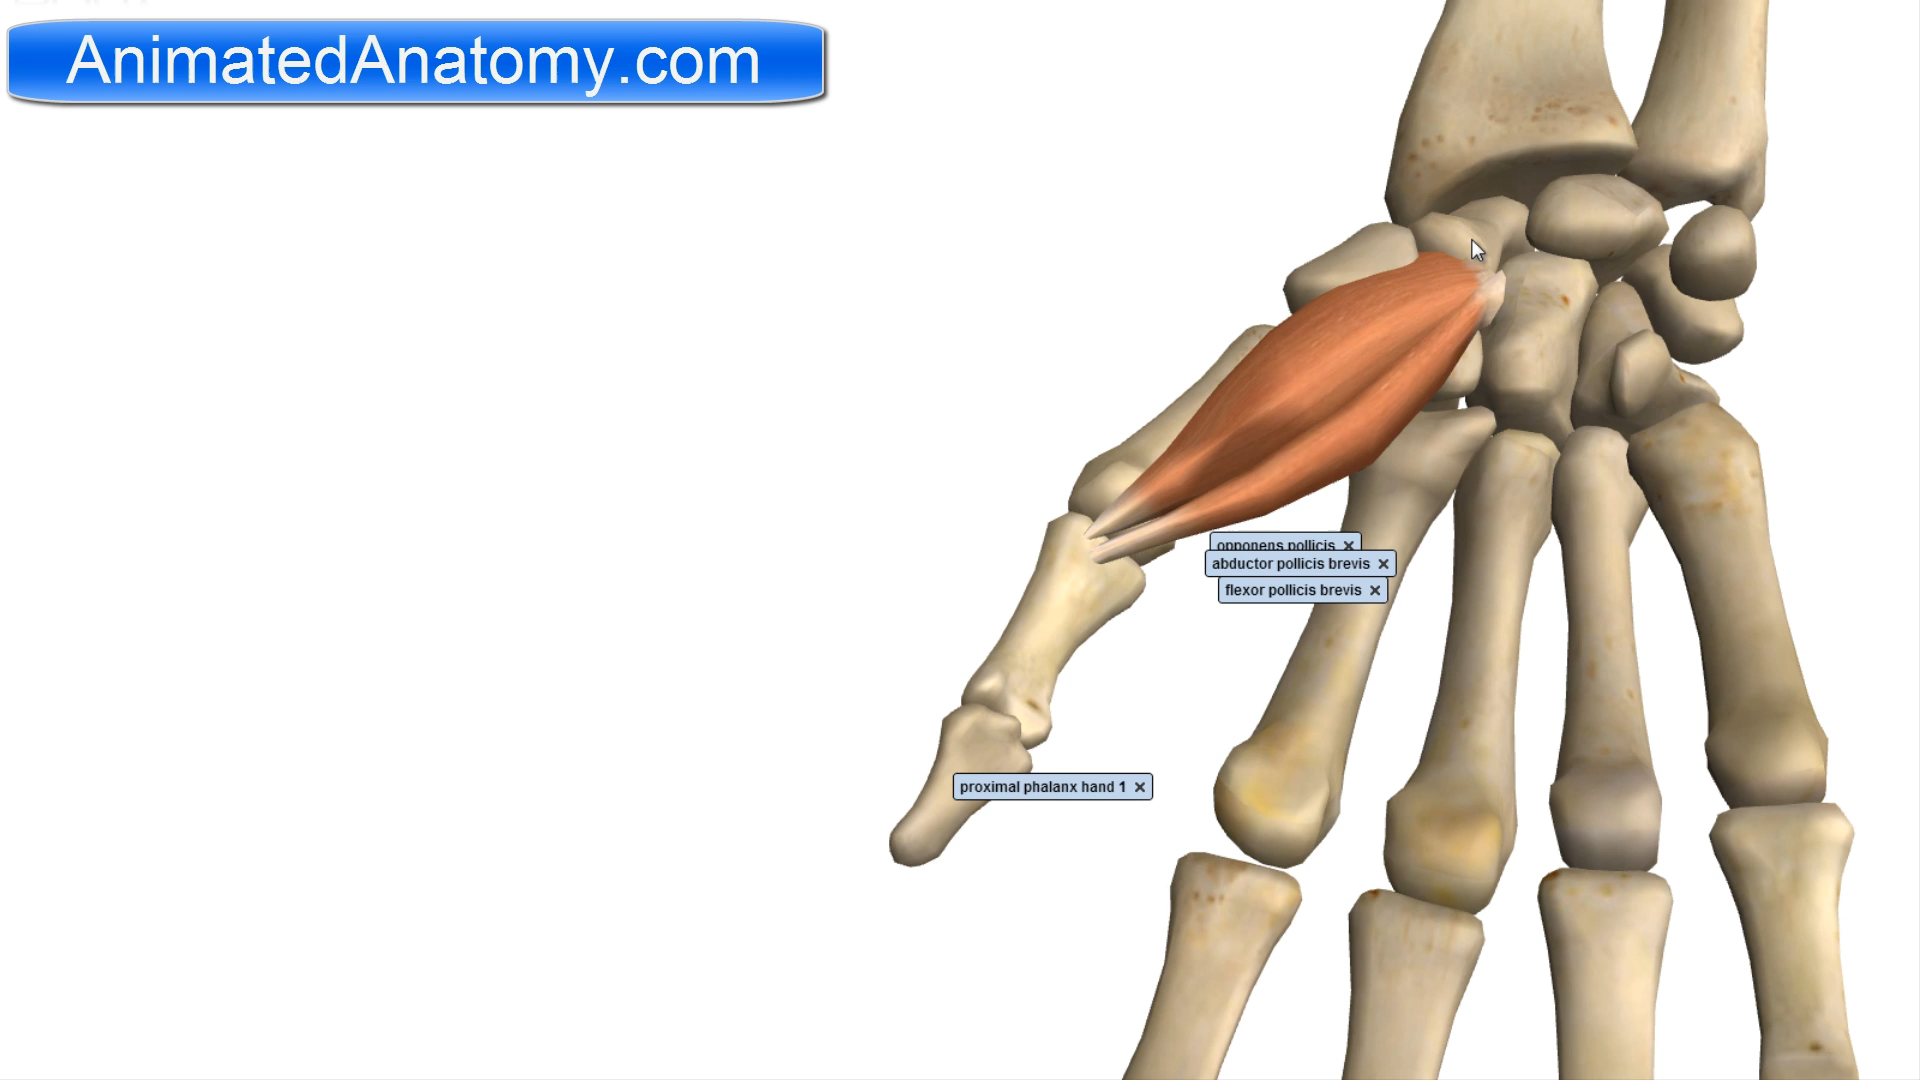 AnimatedAnatomy.com
opponens pollicis
abductor pollicis brevis
flexor pollicis brevis
proximal phalanx hand 1